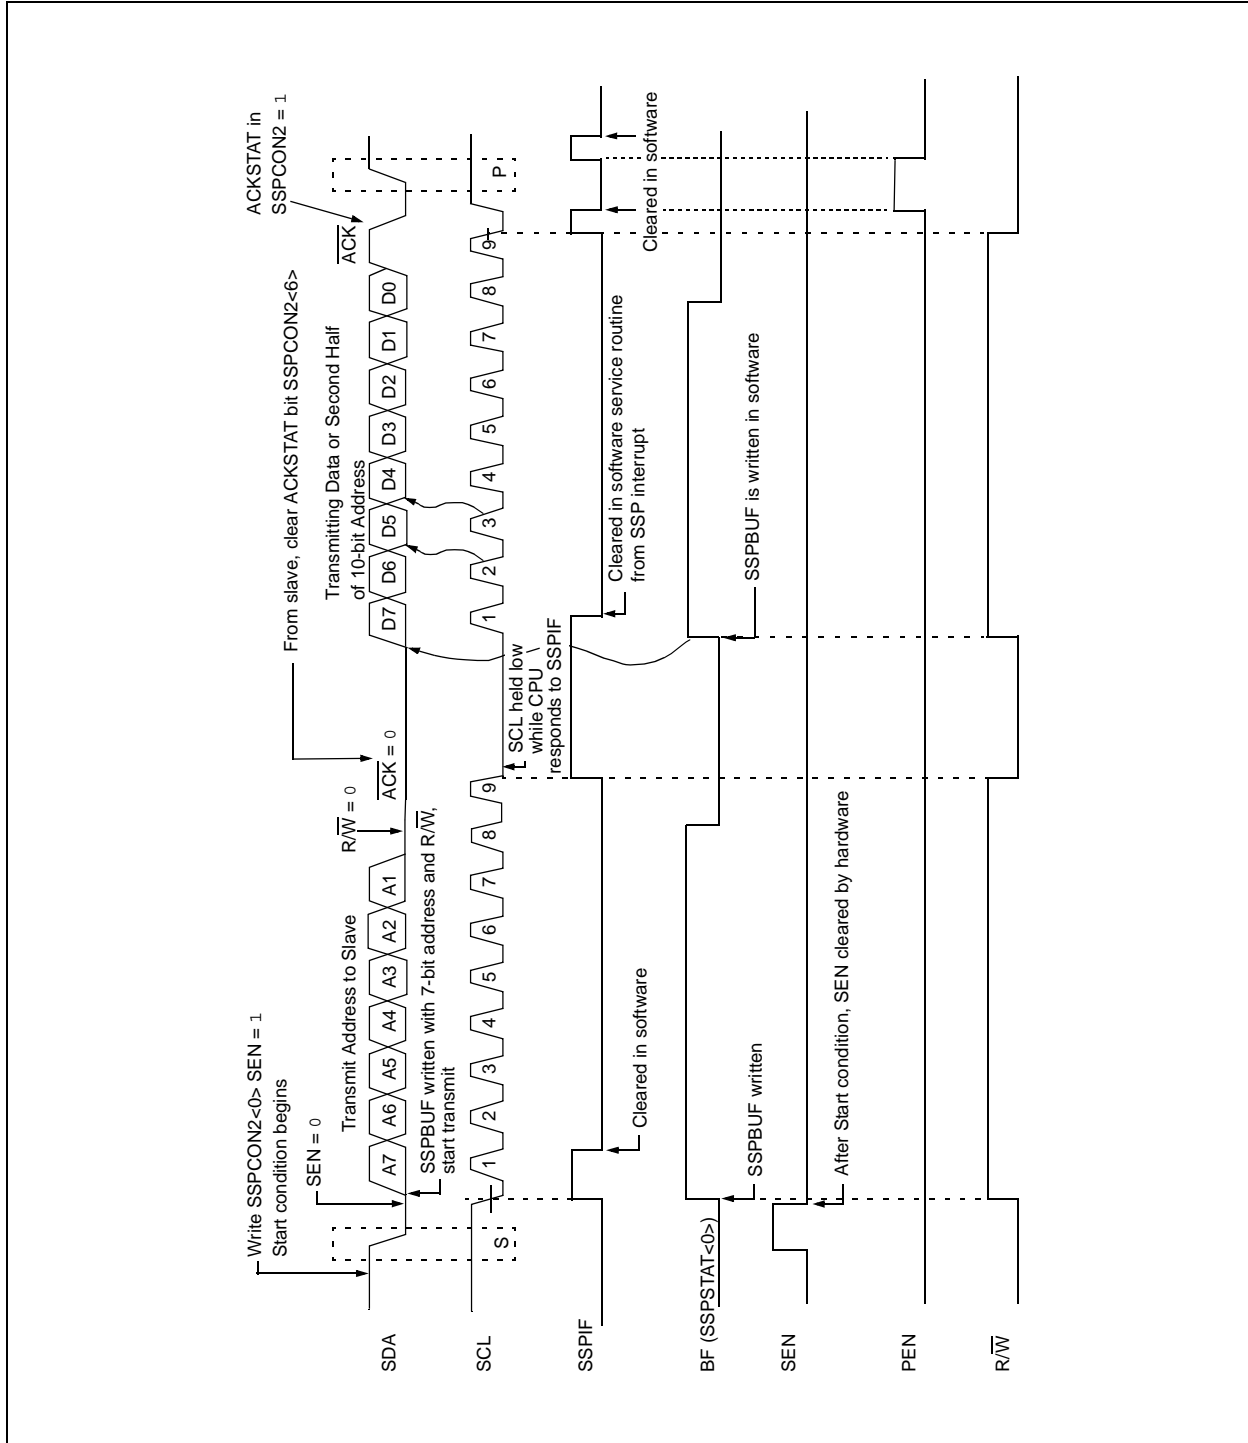 Write SSPCON2<0> SEN = 1
Start condition begins
SEN = 0
Transmit Address to Slave
R/W = 0
From slave, clear ACKSTAT bit SSPCON2<6>
ACK = 0
Transmitting Data or Second Half
of 10-bit Address
ACK
ACKSTAT in
SSPCON2 = 1
SDA
A7 A6 A5 A4 A3 A2 A1
D7 D6 D5 D4 D3 D2 D1 D0
SSPBUF written with 7-bit address and R/W,
start transmit
SCL
S
1 2 3 4 5 6 7 8 9
1 2 3 4 5 6 7 8 9
P
SCL held low
while CPU
responds to SSPIF
SSPIF
Cleared in software
Cleared in software service routine
from SSP interrupt
Cleared in software
BF (SSPSTAT<0>)
SSPBUF written
SSPBUF is written in software
SEN
After Start condition, SEN cleared by hardware
PEN
R/W